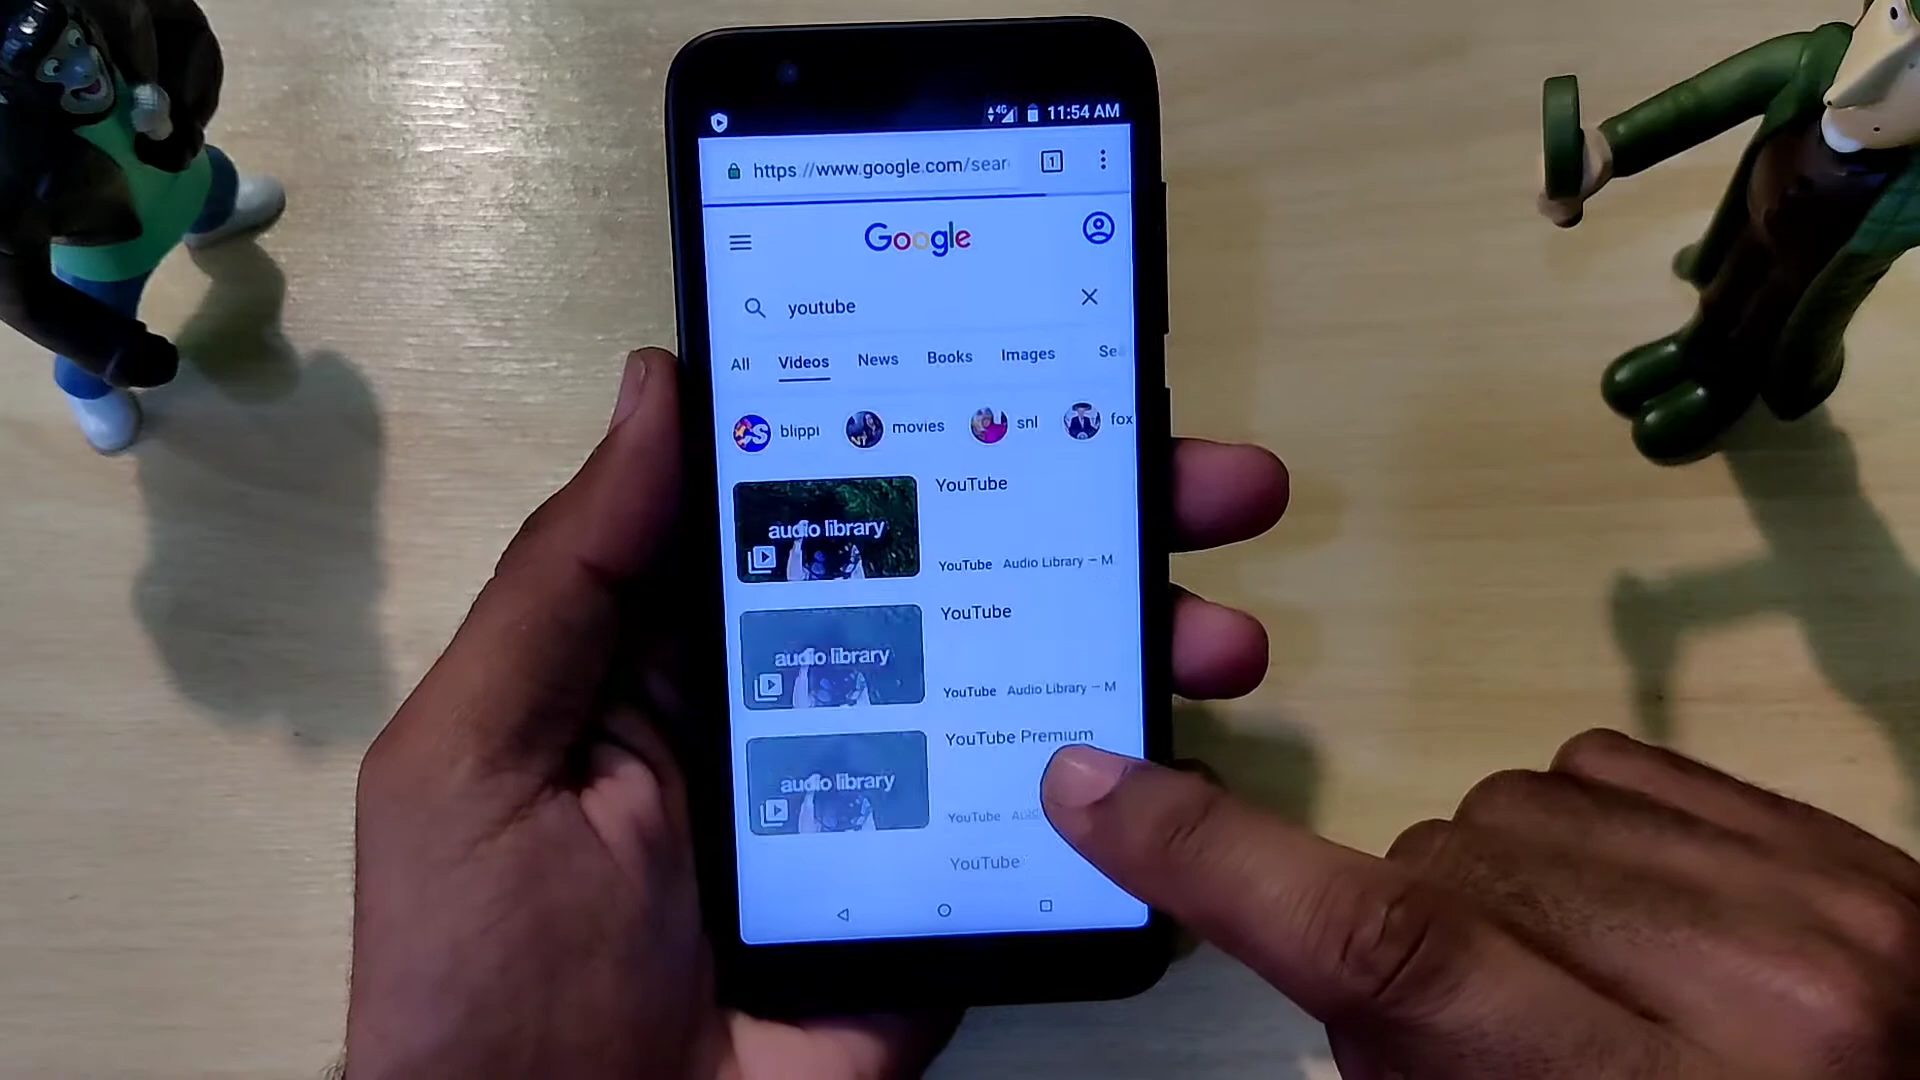 4G 11:54 AM
https://www.google.com/sear
1
Google
youtube
All Videos News Books Images Se
blippi movies snl fox
audio library
YouTube
YouTube Audio Library – M
audio library
YouTube
YouTube Audio Library – M
audio library
YouTube Premium
YouTube
YouTube